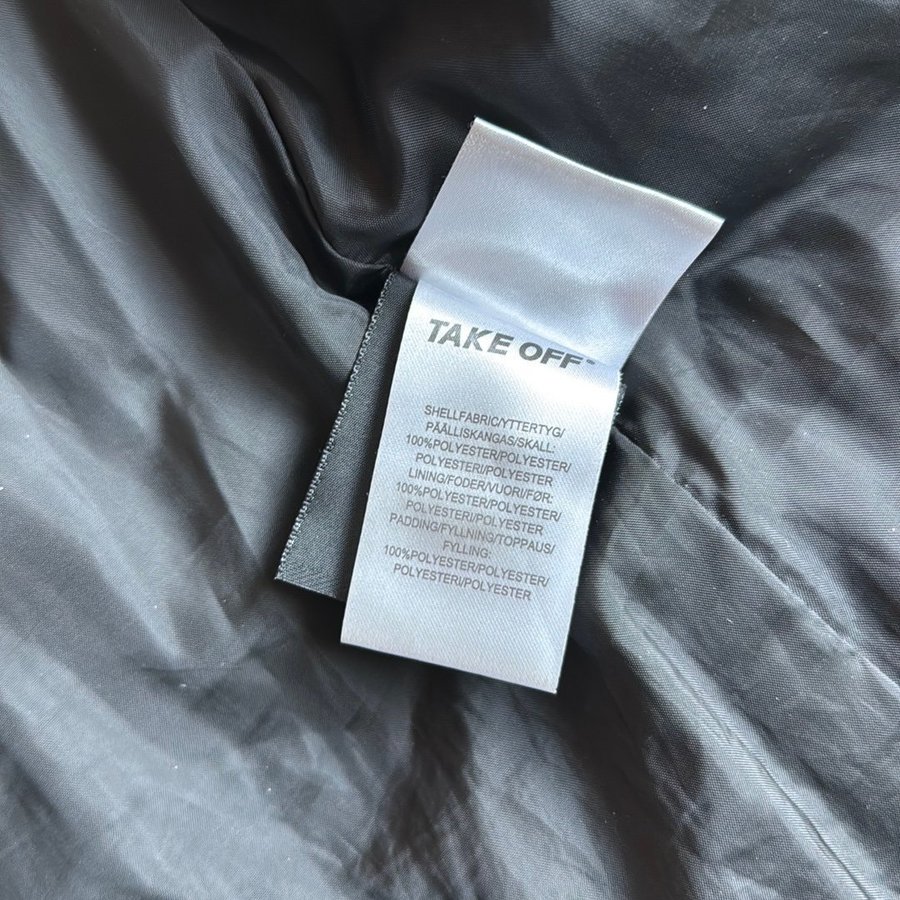 TAKE OFF™
SHELLFABRIC/YTTERTYG/
PÄÄLLISKANGAS/SKALL:
100%POLYESTER/POLYESTER/
POLYESTERI/POLYESTER
LINING/FODER/VUORI/FØR:
100%POLYESTER/POLYESTER/
POLYESTERI/POLYESTER
PADDING/FYLLNING/TOPPAUS/
FYLLING:
100%POLYESTER/POLYESTER/
POLYESTERI/POLYESTER